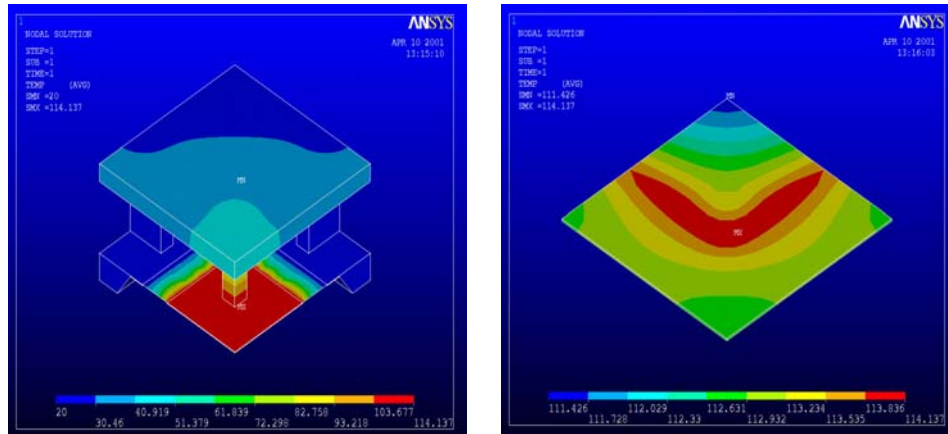 1
ANSYS
NODAL SOLUTION
APR 10 2001
13:15:10
STEP=1
SUB =1
TIME=1
TEMP (AVG)
SMN =20
SMX =114.137
MN
MX
20 40.919 61.839 82.758 103.677
30.46 51.379 72.298 93.218 114.137
1
ANSYS
NODAL SOLUTION
APR 10 2001
13:16:03
STEP=1
SUB =1
TIME=1
TEMP (AVG)
SMN =111.426
SMX =114.137
MN
MX
111.426 112.029 112.631 113.234 113.836
111.728 112.33 112.932 113.535 114.137